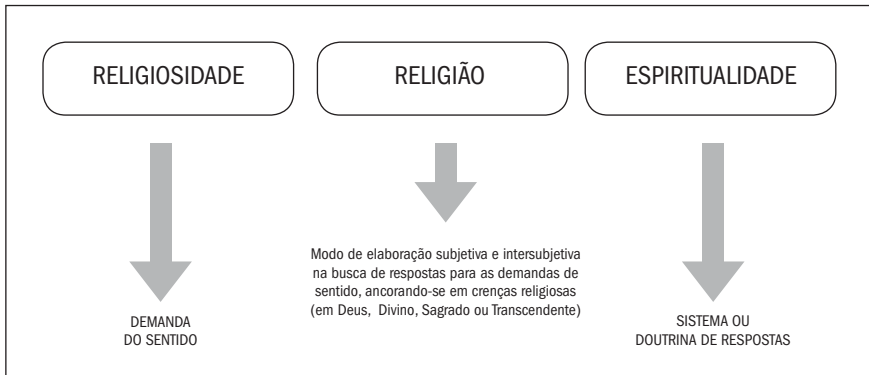 RELIGIOSIDADE
RELIGIÃO
ESPIRITUALIDADE
DEMANDA
DO SENTIDO
Modo de elaboração subjetiva e intersubjetiva
na busca de respostas para as demandas de
sentido, ancorando-se em crenças religiosas
(em Deus, Divino, Sagrado ou Transcendente)
SISTEMA OU
DOUTRINA DE RESPOSTAS